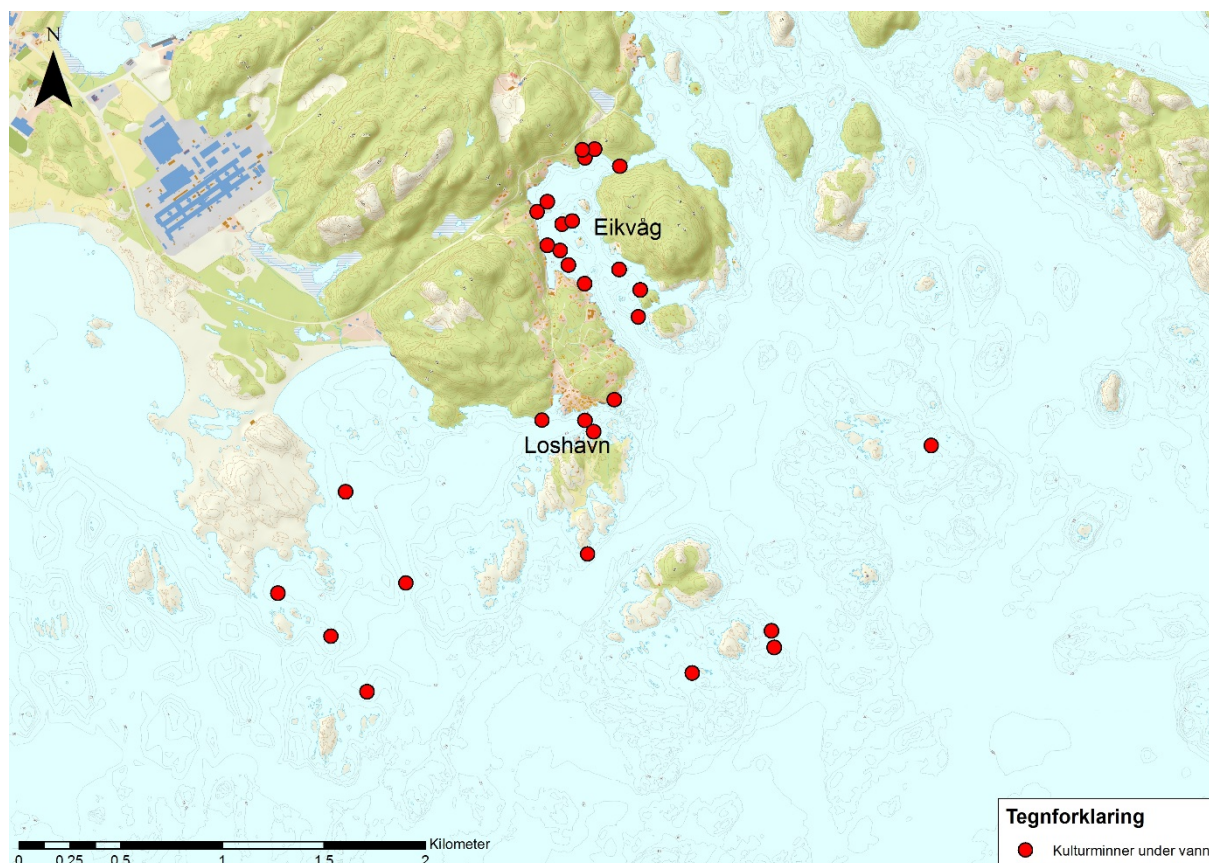 N
Eikvåg
Loshavn
Kilometer
0 0.25 0.5 1 1.5 2
Tegnforklaring
Kulturminner under vann